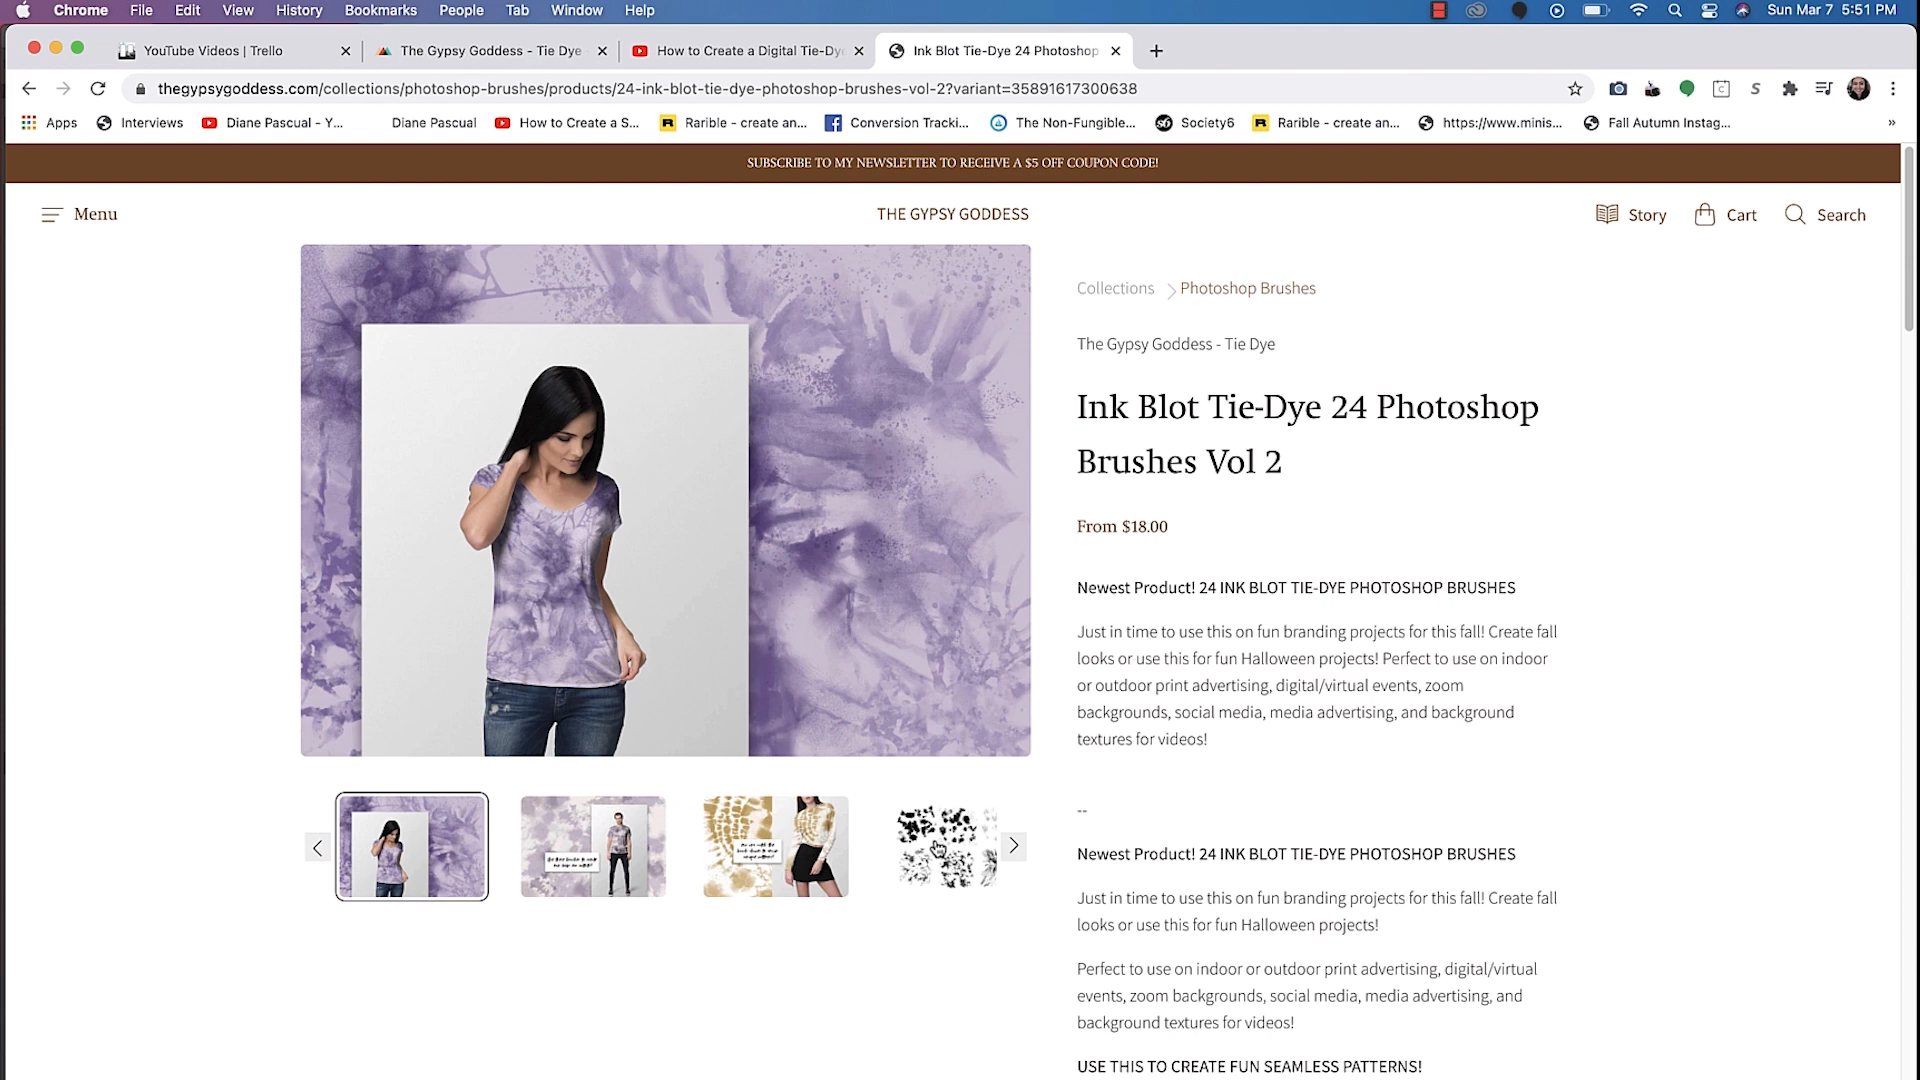 Chrome File Edit View History Bookmarks People Tab Window Help Sun Mar 7 5:51 PM
YouTube Videos | Trello The Gypsy Goddess - Tie Dye How to Create a Digital Tie-Dy Ink Blot Tie-Dye 24 Photoshop
thegypsygoddess.com/collections/photoshop-brushes/products/24-ink-blot-tie-dye-photoshop-brushes-vol-2?variant=35891617300638
Apps Interviews Diane Pascual - Y... Diane Pascual How to Create a S... Rarible - create an... Conversion Tracki... The Non-Fungible... Society6 Rarible - create an... https://www.minis... Fall Autumn Instag... »
SUBSCRIBE TO MY NEWSLETTER TO RECEIVE A $5 OFF COUPON CODE!
Menu THE GYPSY GODDESS Story Cart Search
Collections Photoshop Brushes
The Gypsy Goddess - Tie Dye
Ink Blot Tie-Dye 24 Photoshop
Brushes Vol 2
From $18.00
Newest Product! 24 INK BLOT TIE-DYE PHOTOSHOP BRUSHES
Just in time to use this on fun branding projects for this fall! Create fall
looks or use this for fun Halloween projects! Perfect to use on indoor
or outdoor print advertising, digital/virtual events, zoom
backgrounds, social media, media advertising, and background
textures for videos!
--
Newest Product! 24 INK BLOT TIE-DYE PHOTOSHOP BRUSHES
Just in time to use this on fun branding projects for this fall! Create fall
looks or use this for fun Halloween projects!
Perfect to use on indoor or outdoor print advertising, digital/virtual
events, zoom backgrounds, social media, media advertising, and
background textures for videos!
USE THIS TO CREATE FUN SEAMLESS PATTERNS!